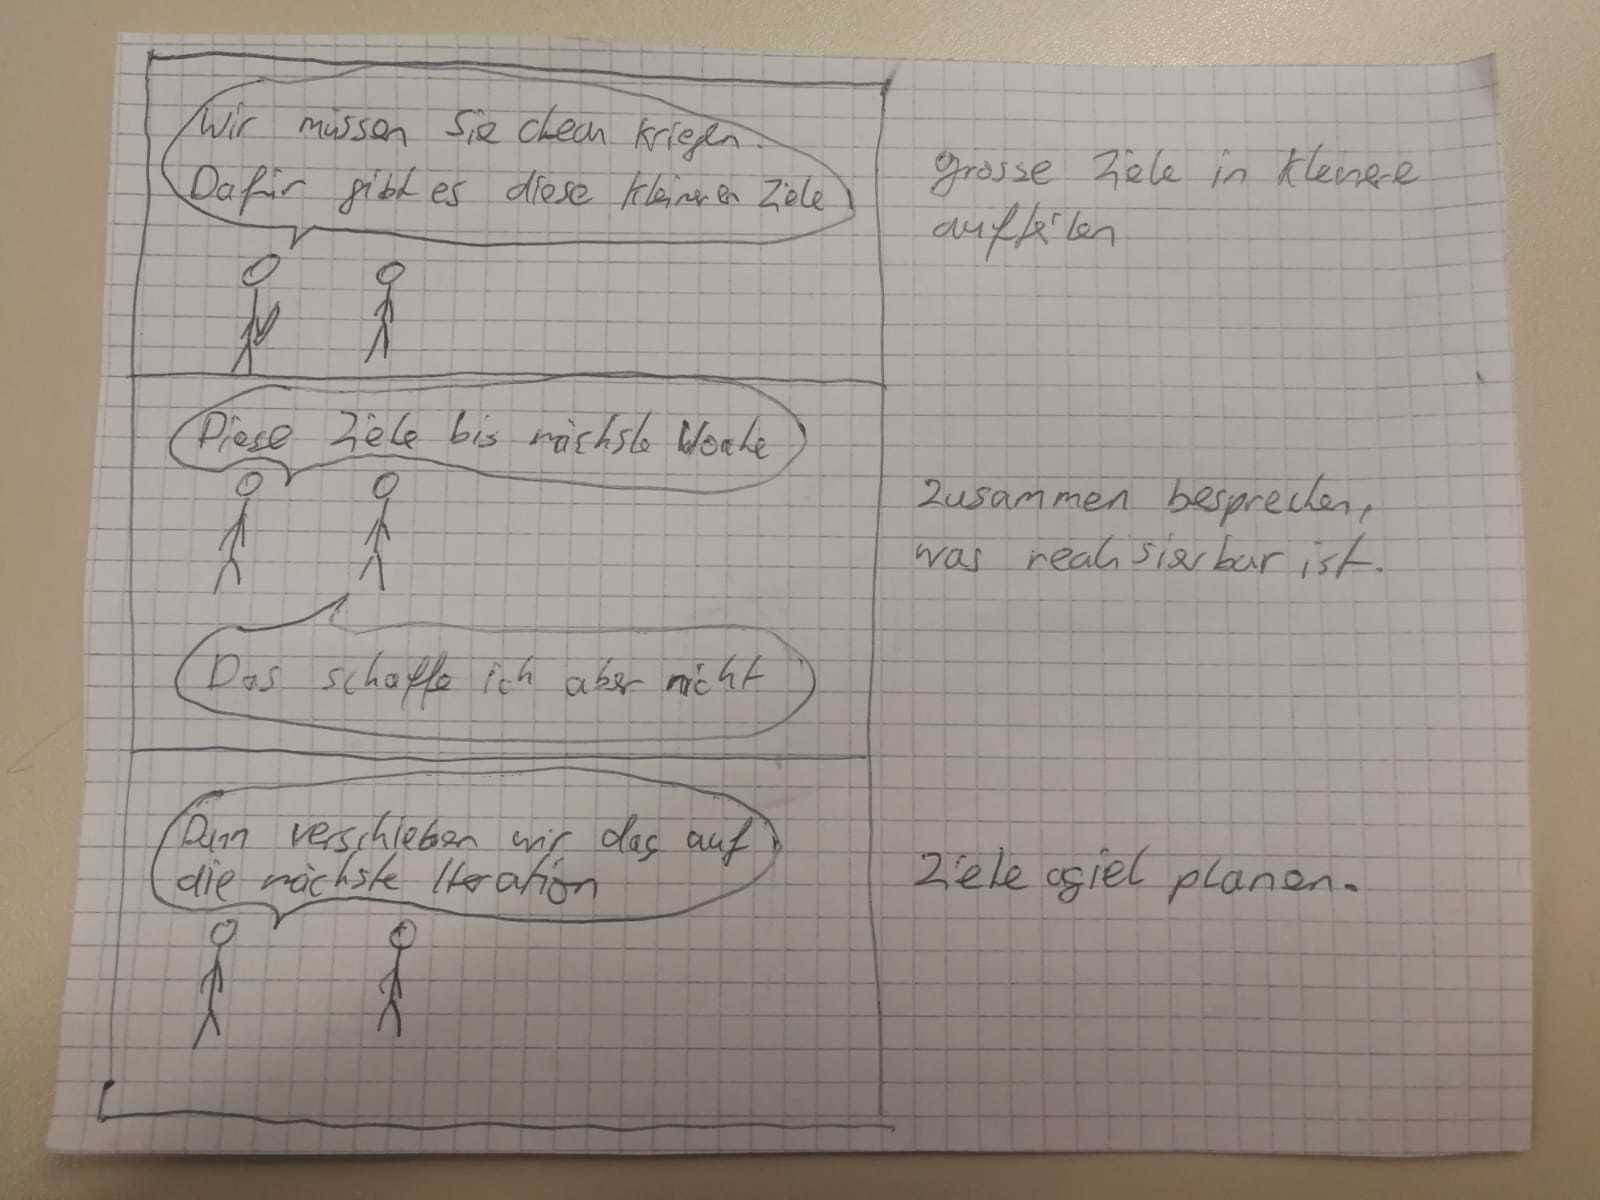 Wir müssen Sie clean kriegen.
Dafür gibt es diese kleineren Ziele
grosse Ziele in kleinere
aufteilen
Diese Ziele bis nächste Woche
Zusammen besprechen,
was realisierbar ist.
Das schaffe ich aber nicht
Dann verschieben wir das auf
die nächste Iteration
Ziele agiel planen.